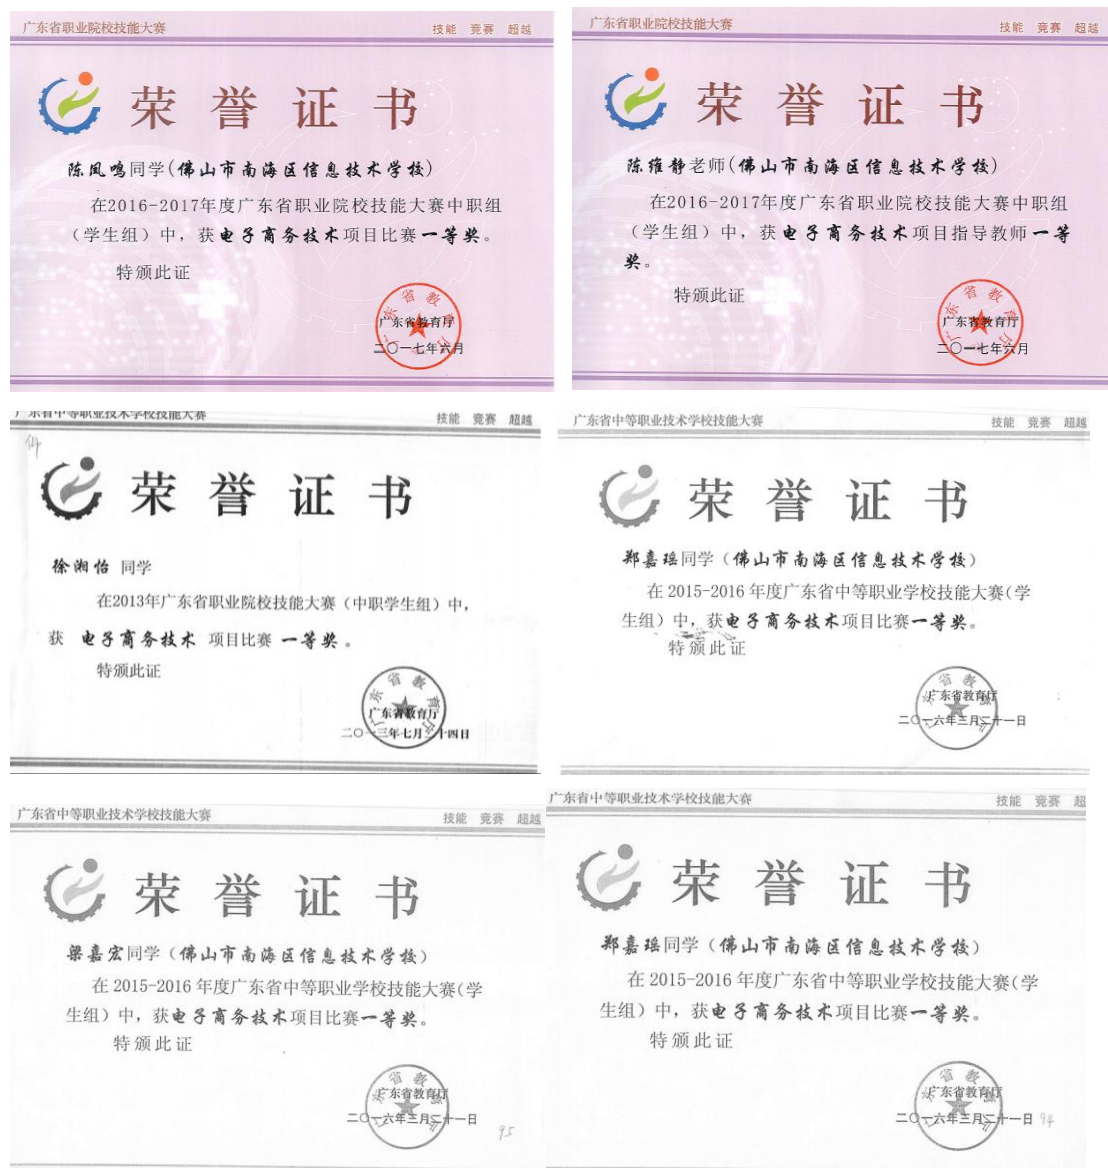 广东省职业院校技能大赛
技能 竞赛 超越
荣誉证书
陈凤鸣同学(佛山市南海区信息技术学校)
在2016-2017年度广东省职业院校技能大赛中职组
(学生组)中，获电子商务技术项目比赛一等奖。
特颁此证
广东省教育厅
二〇一七年六月
广东省职业院校技能大赛
技能 竞赛 超越
荣誉证书
陈维静老师(佛山市南海区信息技术学校)
在2016-2017年度广东省职业院校技能大赛中职组
(学生组)中，获电子商务技术项目指导教师一等
奖。
特颁此证
广东省教育厅
二〇一七年六月
广东省中等职业技术学校技能大赛
技能 竞赛 超越
荣誉证书
徐湘怡 同学
在2013年广东省职业院校技能大赛（中职学生组）中，
获 电子商务技术 项目比赛 一等奖。
特颁此证
广东省教育厅
二〇一三年七月二十四日
广东省中等职业技术学校技能大赛
技能 竞赛 超越
荣誉证书
郑嘉瑶同学（佛山市南海区信息技术学校）
在 2015-2016 年度广东省中等职业学校技能大赛(学
生组）中，获电子商务技术项目比赛一等奖。
特颁此证
广东省教育厅
二〇一六年三月二十一日
广东省中等职业技术学校技能大赛
技能 竞赛 超越
荣誉证书
梁嘉宏同学（佛山市南海区信息技术学校）
在 2015-2016 年度广东省中等职业学校技能大赛(学
生组）中，获电子商务技术项目比赛一等奖。
特颁此证
广东省教育厅
二〇一六年三月二十一日
95
广东省中等职业技术学校技能大赛
技能 竞赛 超
荣誉证书
郑嘉瑶同学（佛山市南海区信息技术学校）
在 2015-2016 年度广东省中等职业学校技能大赛(学
生组）中，获电子商务技术项目比赛一等奖。
特颁此证
广东省教育厅
二〇一六年三月二十一日 94